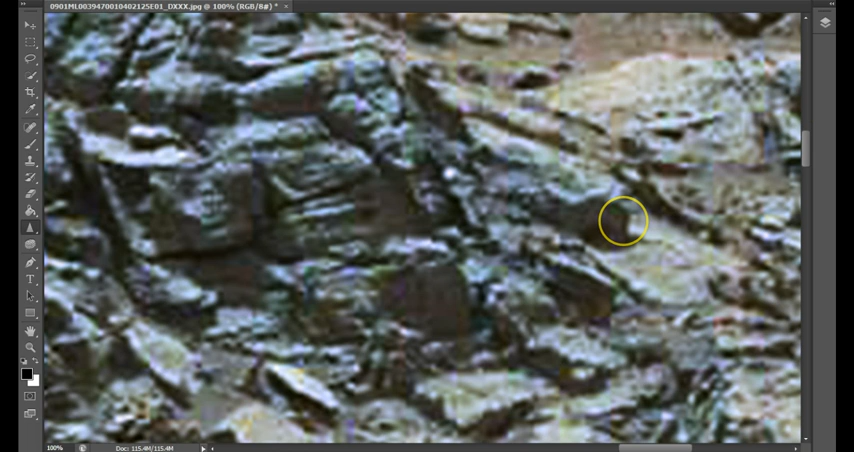 0901ML0039470010402125E01_DXXX.jpg @ 100% (RGB/8#) *
T
100%
Doc: 115.4M/115.4M